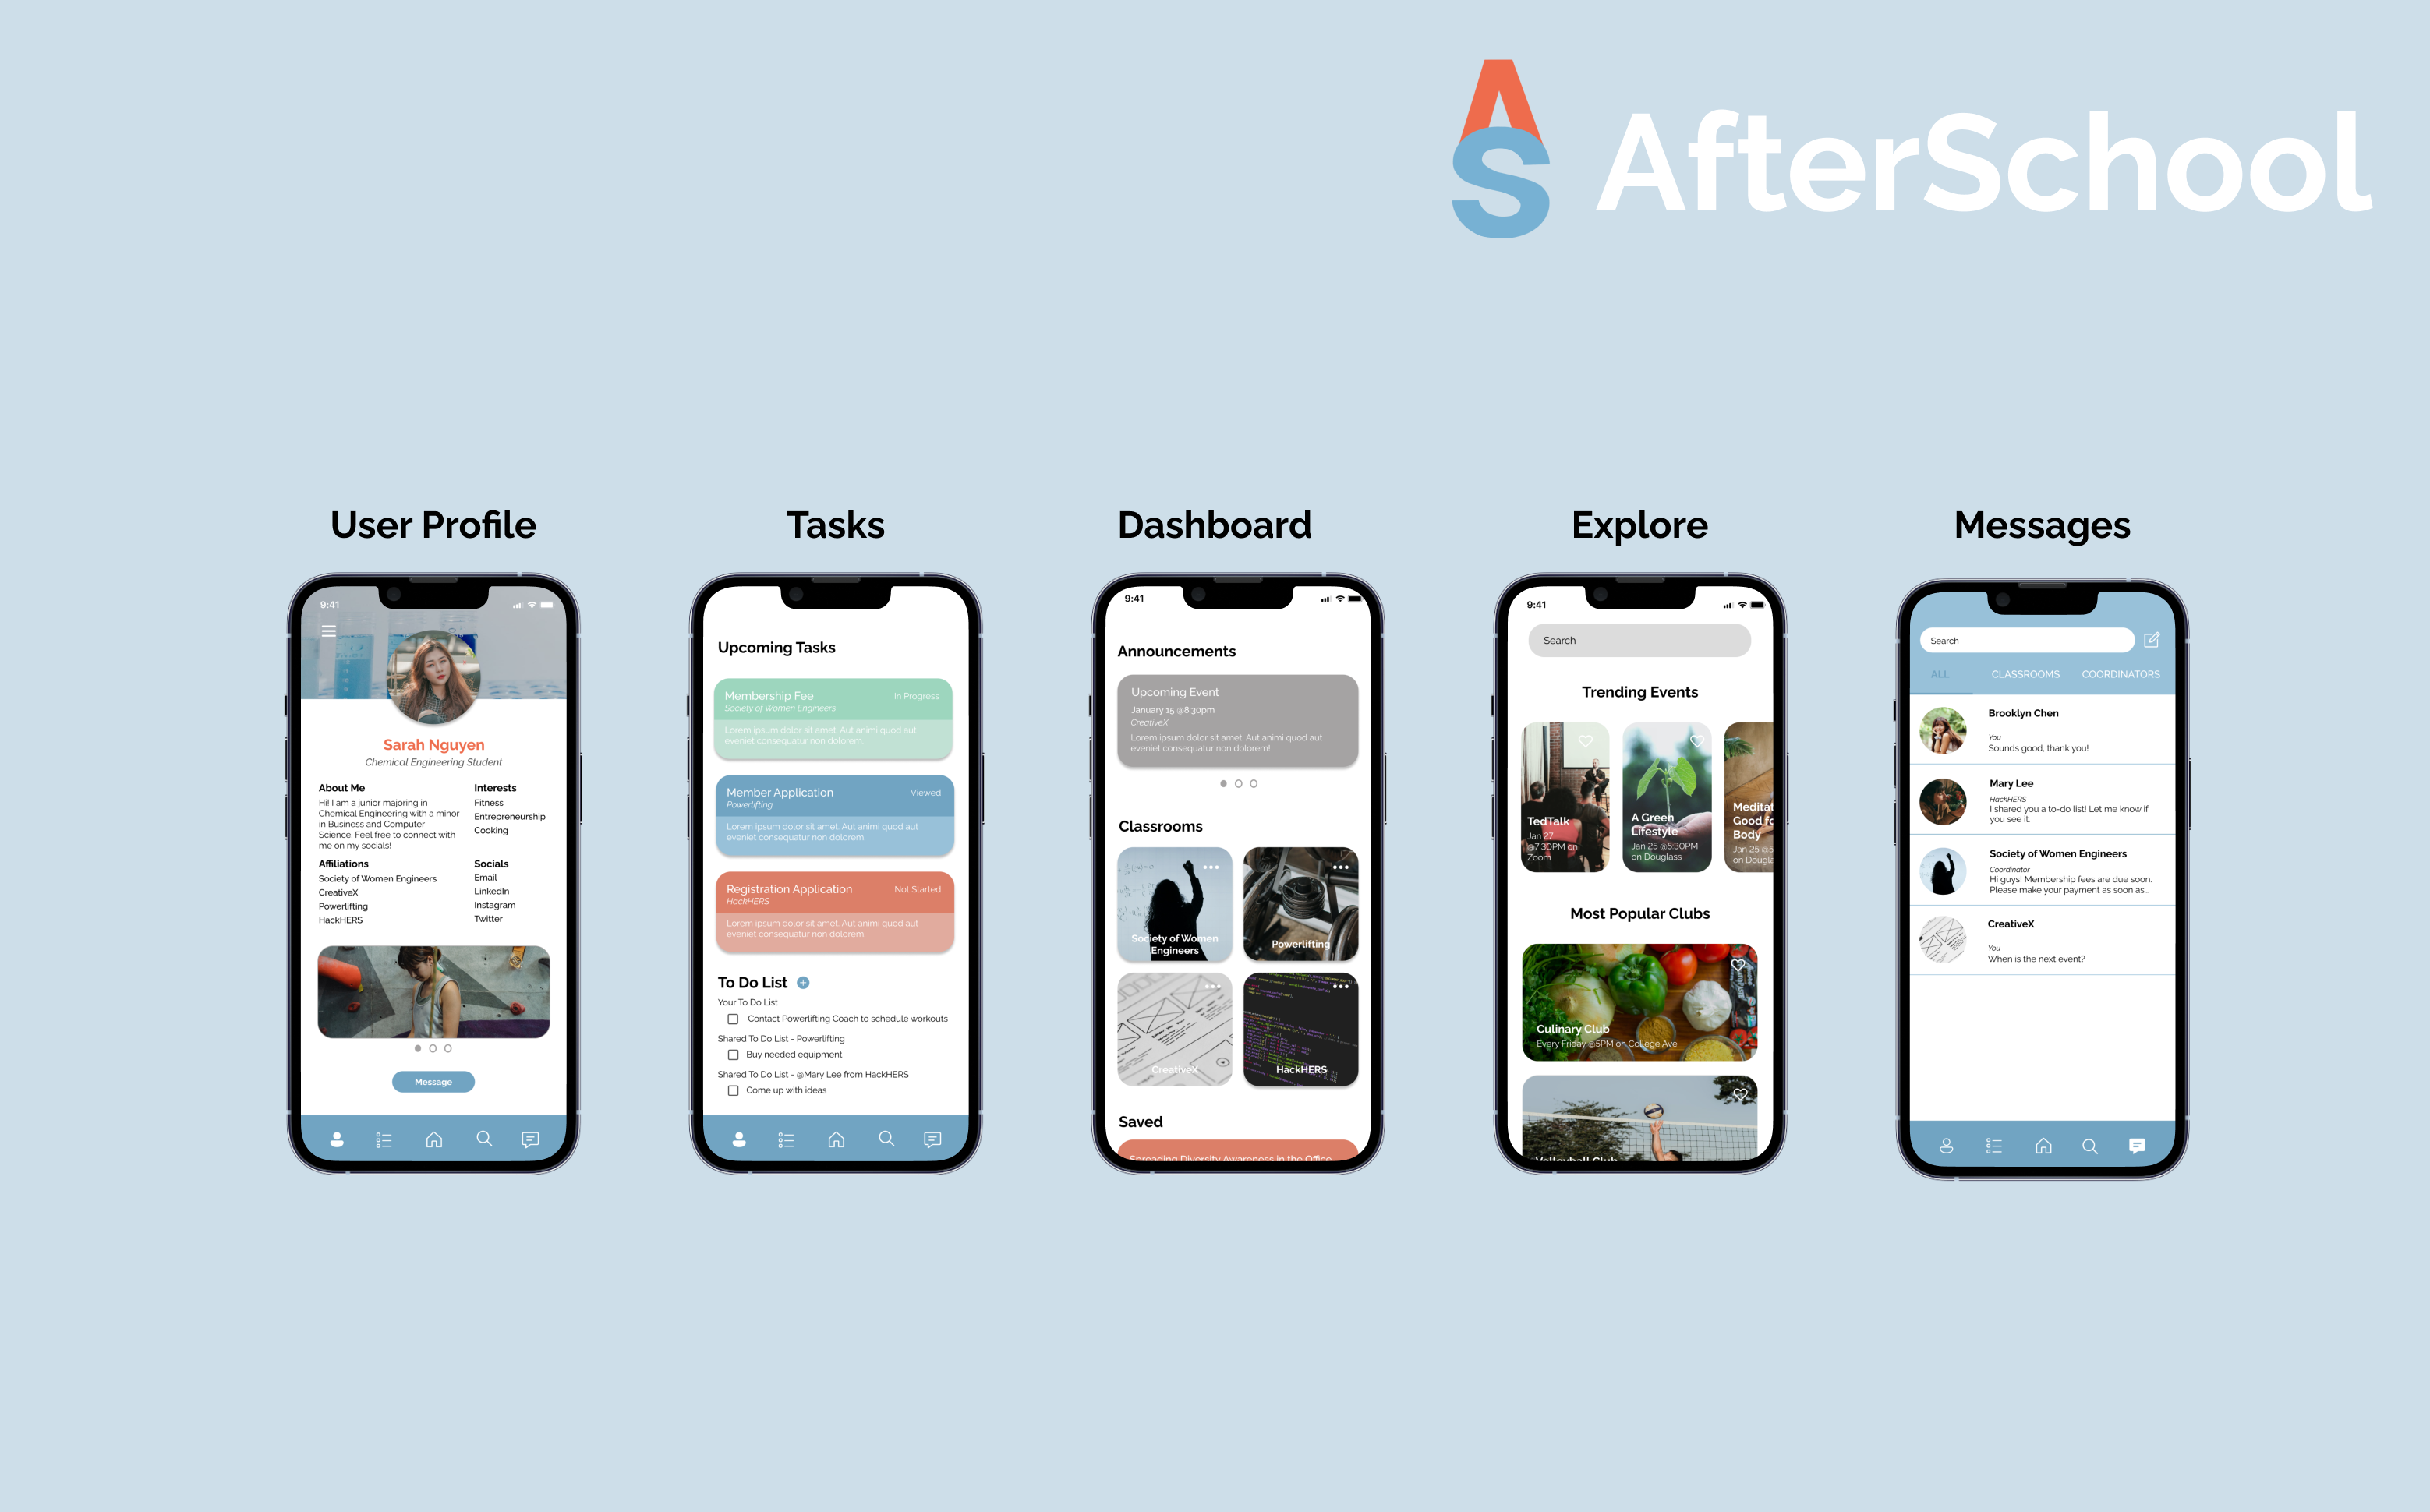 AS
AfterSchool
User Profile
9:41
Sarah Nguyen
Chemical Engineering Student
About Me
Hi! I am a junior majoring in
Chemical Engineering with a minor
in Business and Computer
Science. Feel free to connect with
me on my socials!
Interests
Fitness
Entrepreneurship
Cooking
Affiliations
Society of Women Engineers
CreativeX
Powerlifting
HackHERS
Socials
Email
LinkedIn
Instagram
Twitter
Message
Tasks
Upcoming Tasks
Membership Fee
In Progress
Society of Women Engineers
Lorem ipsum dolor sit amet. Aut animi quod aut
eveniet consequatur non dolorem.
Member Application
Viewed
Powerlifting
Lorem ipsum dolor sit amet. Aut animi quod aut
eveniet consequatur non dolorem.
Registration Application
Not Started
HackHERS
Lorem ipsum dolor sit amet. Aut animi quod aut
eveniet consequatur non dolorem.
To Do List
Your To Do List
Contact Powerlifting Coach to schedule workouts
Shared To Do List - Powerlifting
Buy needed equipment
Shared To Do List - @Mary Lee from HackHERS
Come up with ideas
Dashboard
9:41
Announcements
Upcoming Event
January 15 @8:30pm
CreativeX
Lorem ipsum dolor sit amet. Aut animi quod aut
eveniet consequatur non dolorem!
Classrooms
Society of Women
Engineers
Powerlifting
CreativeX
HackHERS
Saved
Spreading Diversity Awareness in the Office
Explore
9:41
Search
Trending Events
TedTalk
Jan 27
@7:30PM on
Zoom
A Green
Lifestyle
Jan 25 @5:30PM
on Douglass
Meditat
Good fo
Body
Jan 25 @5
on Dougla
Most Popular Clubs
Culinary Club
Every Friday @5PM on College Ave
Volleyball Club
Messages
Search
ALL
CLASSROOMS
COORDINATORS
Brooklyn Chen
You
Sounds good, thank you!
Mary Lee
HackHERS
I shared you a to-do list! Let me know if
you see it.
Society of Women Engineers
Coordinator
Hi guys! Membership fees are due soon.
Please make your payment as soon as...
CreativeX
You
When is the next event?